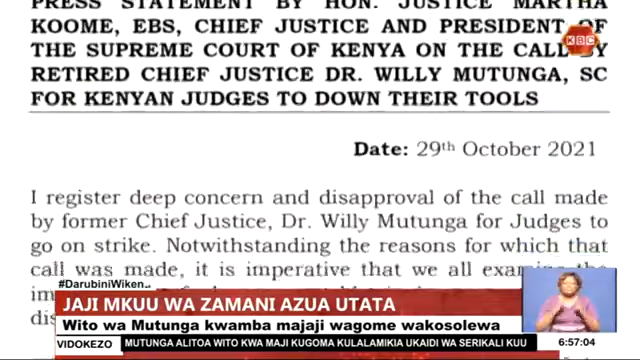 PRESS STATEMENT BY HON. JUSTICE MARTHA
KOOME, EBS, CHIEF JUSTICE AND PRESIDENT OF
THE SUPREME COURT OF KENYA ON THE CALL BY
RETIRED CHIEF JUSTICE DR. WILLY MUTUNGA, SC
FOR KENYAN JUDGES TO DOWN THEIR TOOLS
KBC
Date: 29th October 2021
I register deep concern and disapproval of the call made
by former Chief Justice, Dr. Willy Mutunga for Judges to
go on strike. Notwithstanding the reasons for which that
call was made, it is imperative that we all examine the
#DarubiniWiken
JAJI MKUU WA ZAMANI AZUA UTATA
Wito wa Mutunga kwamba majaji wagome wakosolewa
VIDOKEZO
MUTUNGA ALITOA WITO KWA MAJI KUGOMA KULALAMIKIA UKAIDI WA SERIKALI KUU
6:57:04